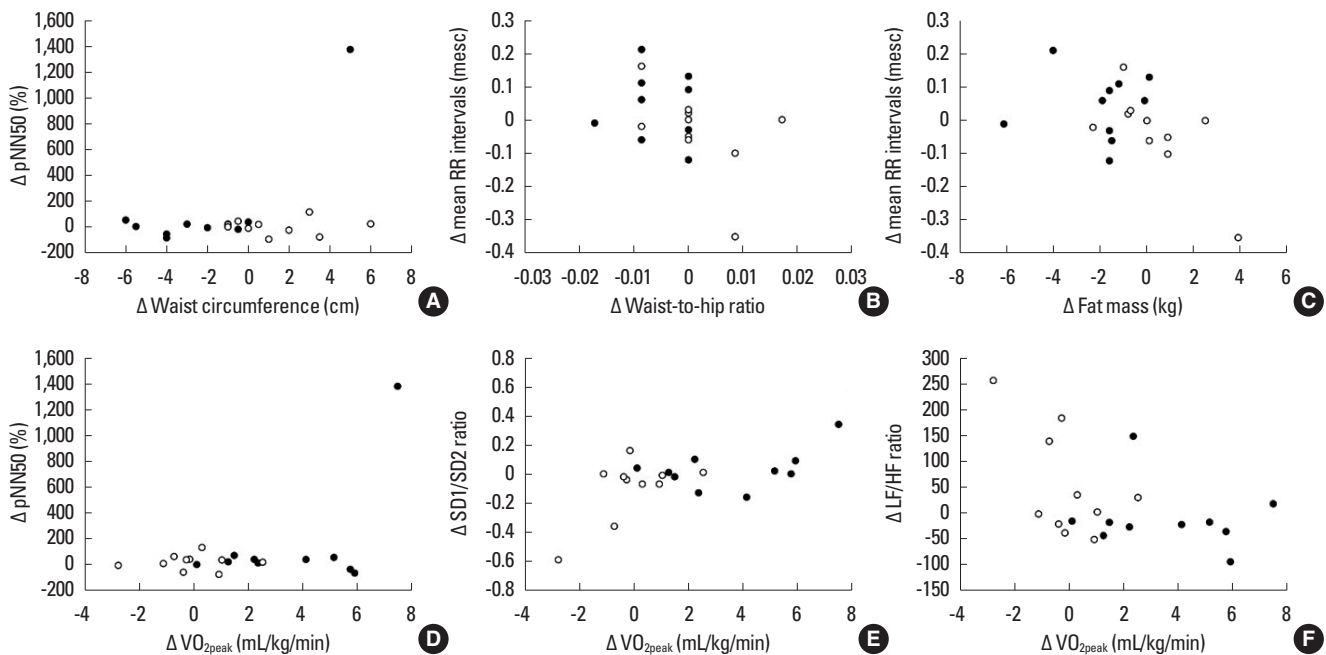 Δ pNN50 (%)
1,600
1,400
1,200
1,000
800
600
400
200
0
-200
-8 -6 -4 -2 0 2 4 6 8
Δ Waist circumference (cm)
A
Δ mean RR intervals (mesc)
0.3
0.2
0.1
0
-0.1
-0.2
-0.3
-0.4
-0.03 -0.02 -0.01 0 0.01 0.02 0.03 0.03
Δ Waist-to-hip ratio
B
Δ mean RR intervals (mesc)
0.3
0.2
0.1
0
-0.1
-0.2
-0.3
-0.4
-8 -6 -4 -2 0 2 4 6
Δ Fat mass (kg)
C
Δ pNN50 (%)
1,600
1,400
1,200
1,000
800
600
400
200
0
-200
-4 -2 0 2 4 6 8
Δ VO2peak (mL/kg/min)
D
Δ SD1/SD2 ratio
0.8
0.6
0.4
0.2
0
-0.2
-0.4
-0.6
-0.8
-4 -2 0 2 4 6 8
Δ VO2peak (mL/kg/min)
E
Δ LF/HF ratio
300
250
200
150
100
50
0
-50
-100
-150
-4 -2 0 2 4 6 8
Δ VO2peak (mL/kg/min)
F